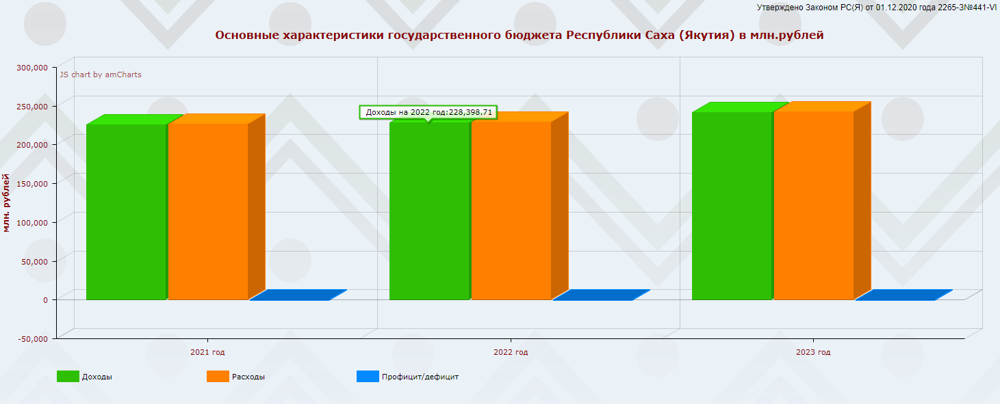 Утверждено Законом РС(Я) от 01.12.2020 года 2265-З№441-VI
Основные характеристики государственного бюджета Республики Саха (Якутия) в млн.рублей
JS chart by amCharts
млн. рублей
300,000
250,000
200,000
150,000
100,000
50,000
0
-50,000
Доходы на 2022 год:228,398.71
2021 год
2022 год
2023 год
Доходы
Расходы
Профицит/дефицит